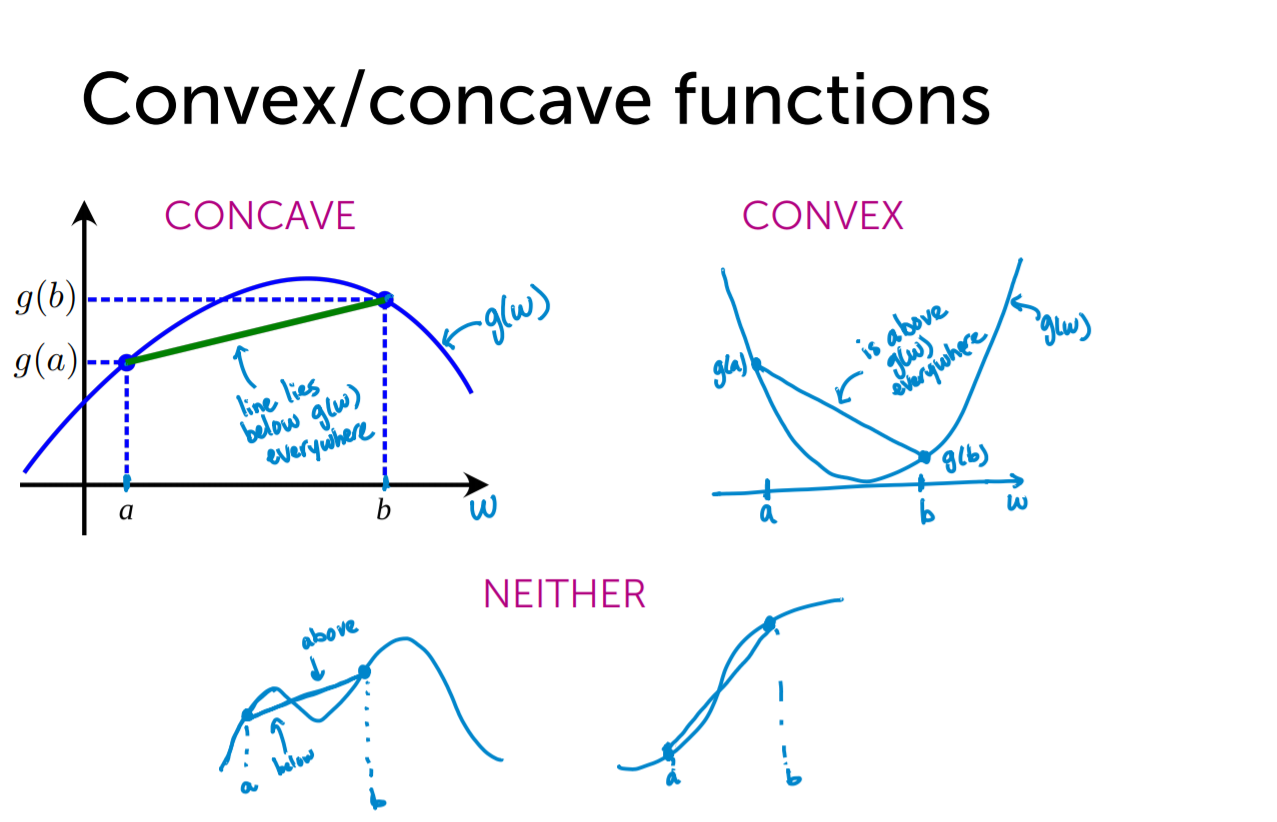 Convex/concave functions
CONCAVE
g(b)
g(a)
a
b
w
g(w)
line lies
below g(w)
everywhere
CONVEX
g(a)
is above
g(w)
everywhere
g(w)
g(b)
a
b
w
NEITHER
above
below
a
b
a
b